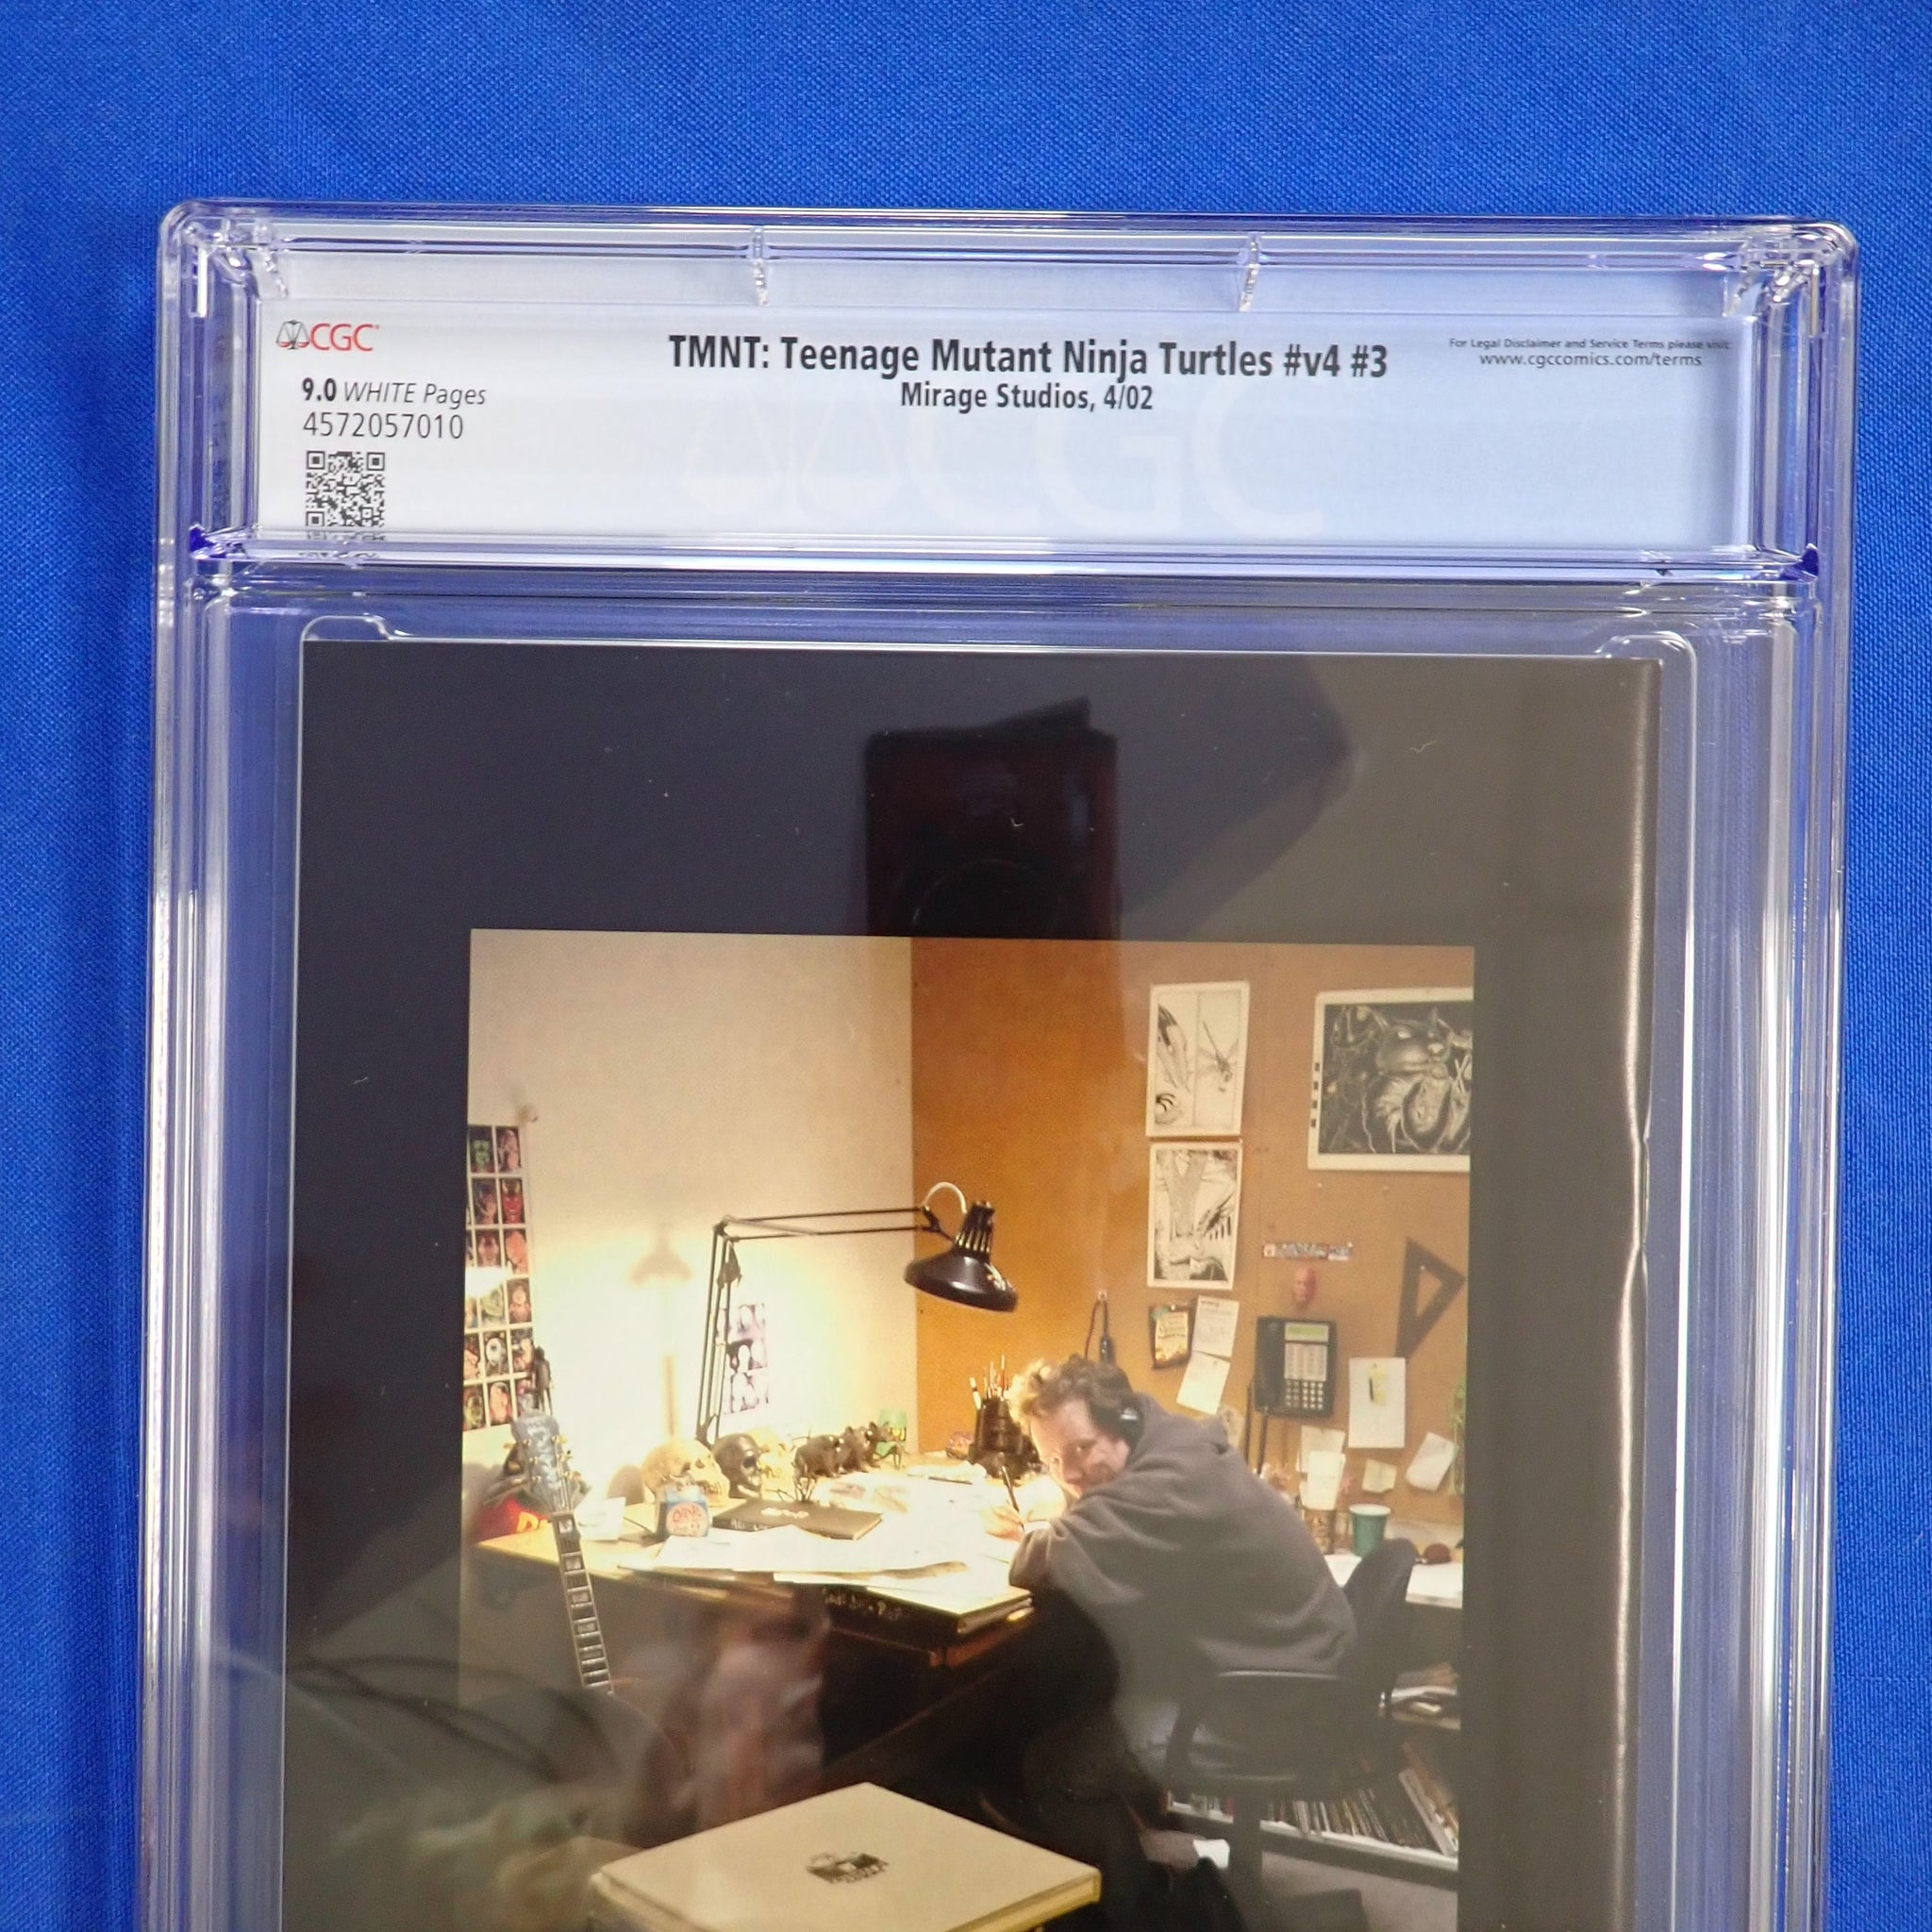 CGC
TMNT: Teenage Mutant Ninja Turtles #v4 #3
Mirage Studios, 4/02
For Legal Disclaimer and Service Terms please visit:
www.cgccomics.com/terms
9.0 WHITE Pages
4572057010
CGC